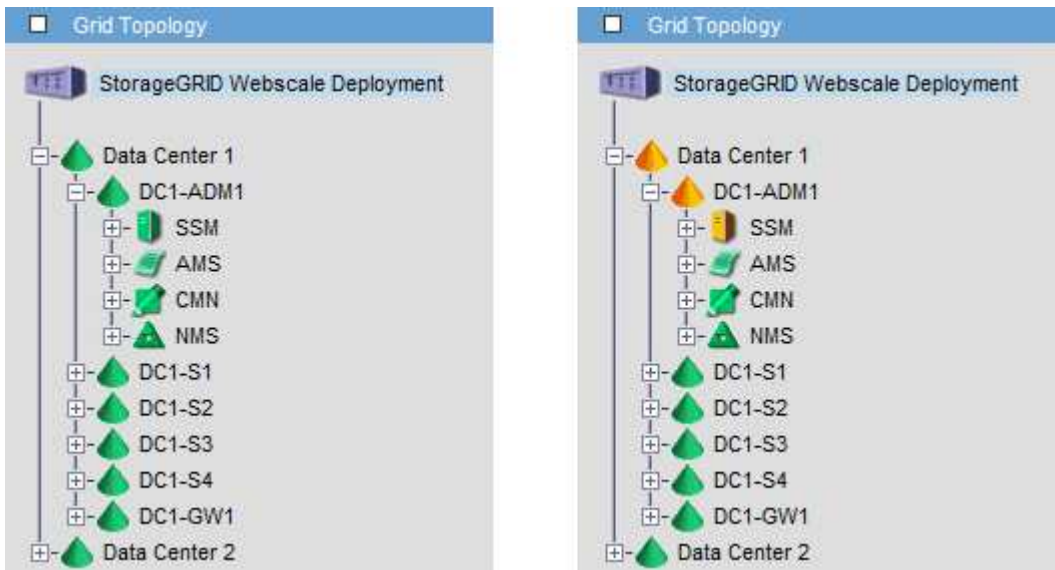 Grid Topology
StorageGRID Webscale Deployment
Data Center 1
DC1-ADM1
SSM
AMS
CMN
NMS
DC1-S1
DC1-S2
DC1-S3
DC1-S4
DC1-GW1
Data Center 2
Grid Topology
StorageGRID Webscale Deployment
Data Center 1
DC1-ADM1
SSM
AMS
CMN
NMS
DC1-S1
DC1-S2
DC1-S3
DC1-S4
DC1-GW1
Data Center 2